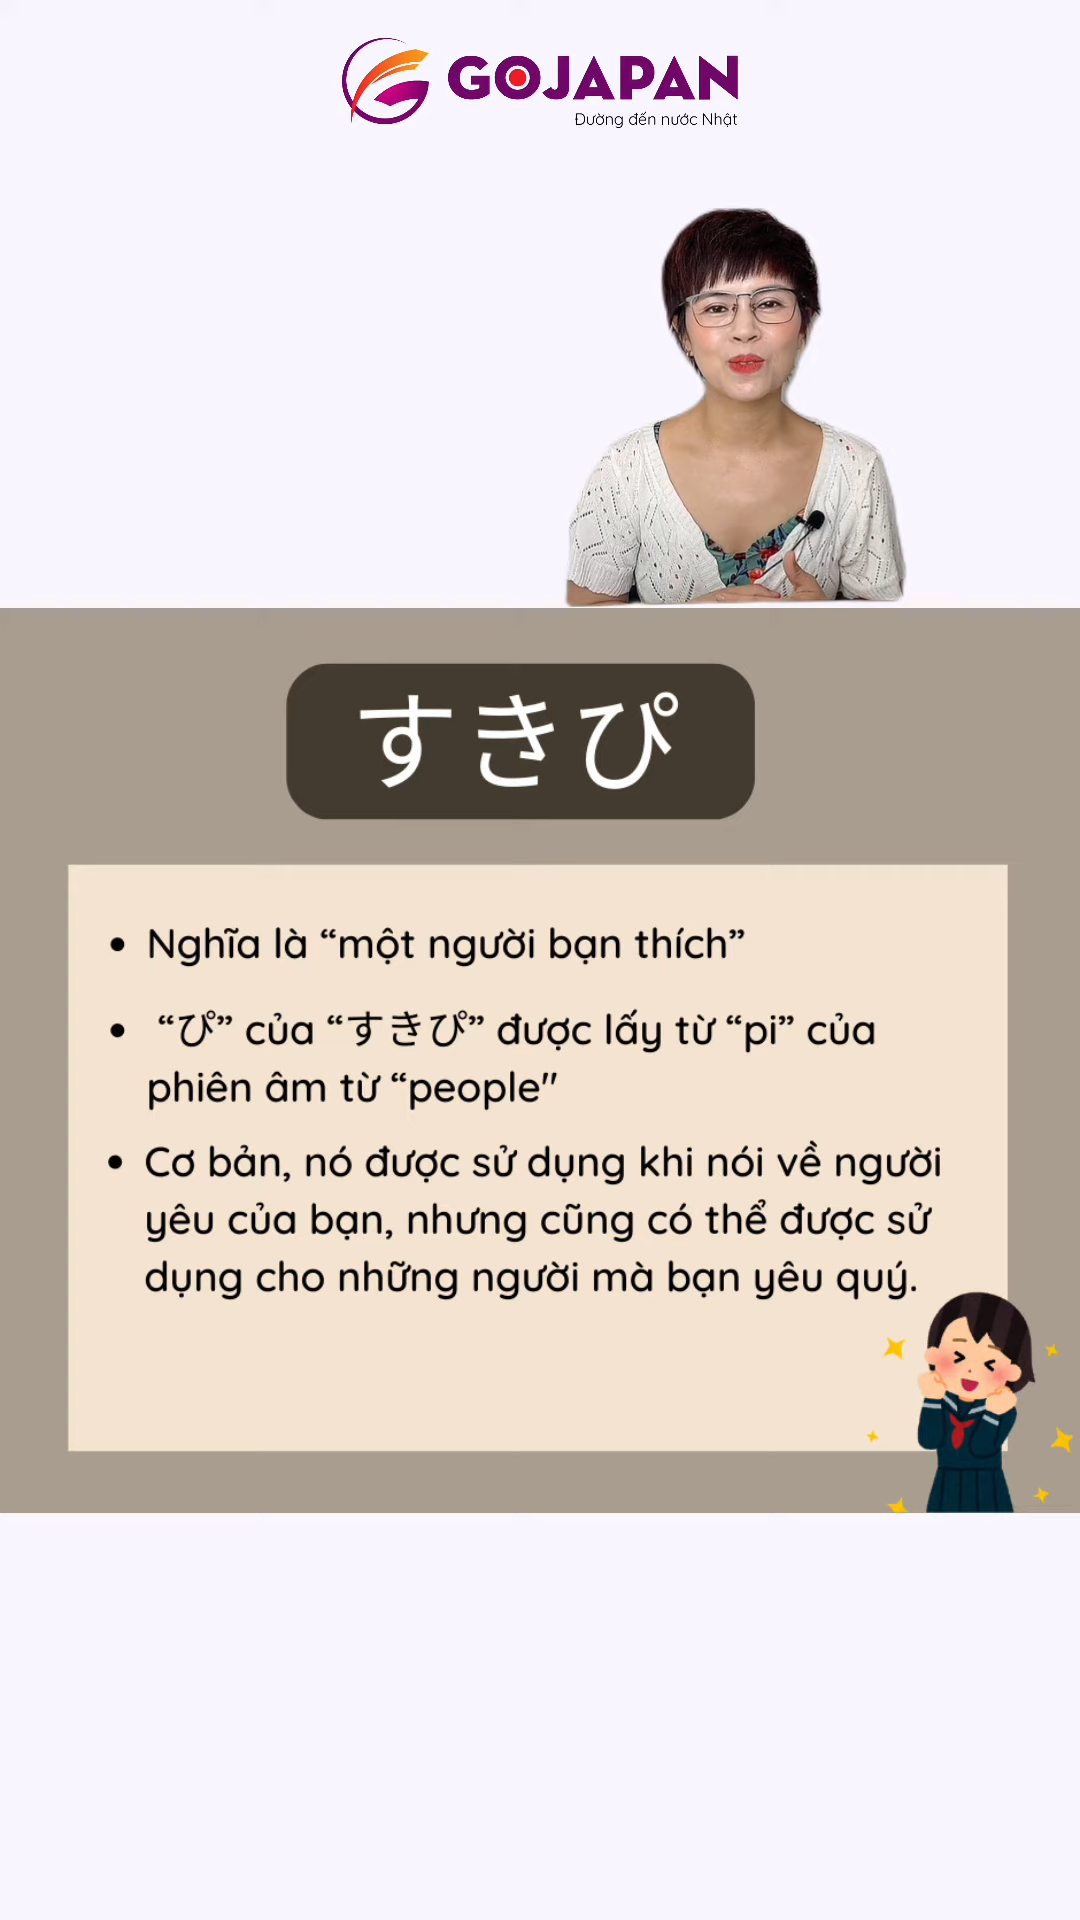 GOJAPAN
Đường đến nước Nhật
すきぴ
• Nghĩa là “một người bạn thích”
• “ぴ” của “すきぴ” được lấy từ “pi” của
phiên âm từ “people"
• Cơ bản, nó được sử dụng khi nói về người
yêu của bạn, nhưng cũng có thể được sử
dụng cho những người mà bạn yêu quý.